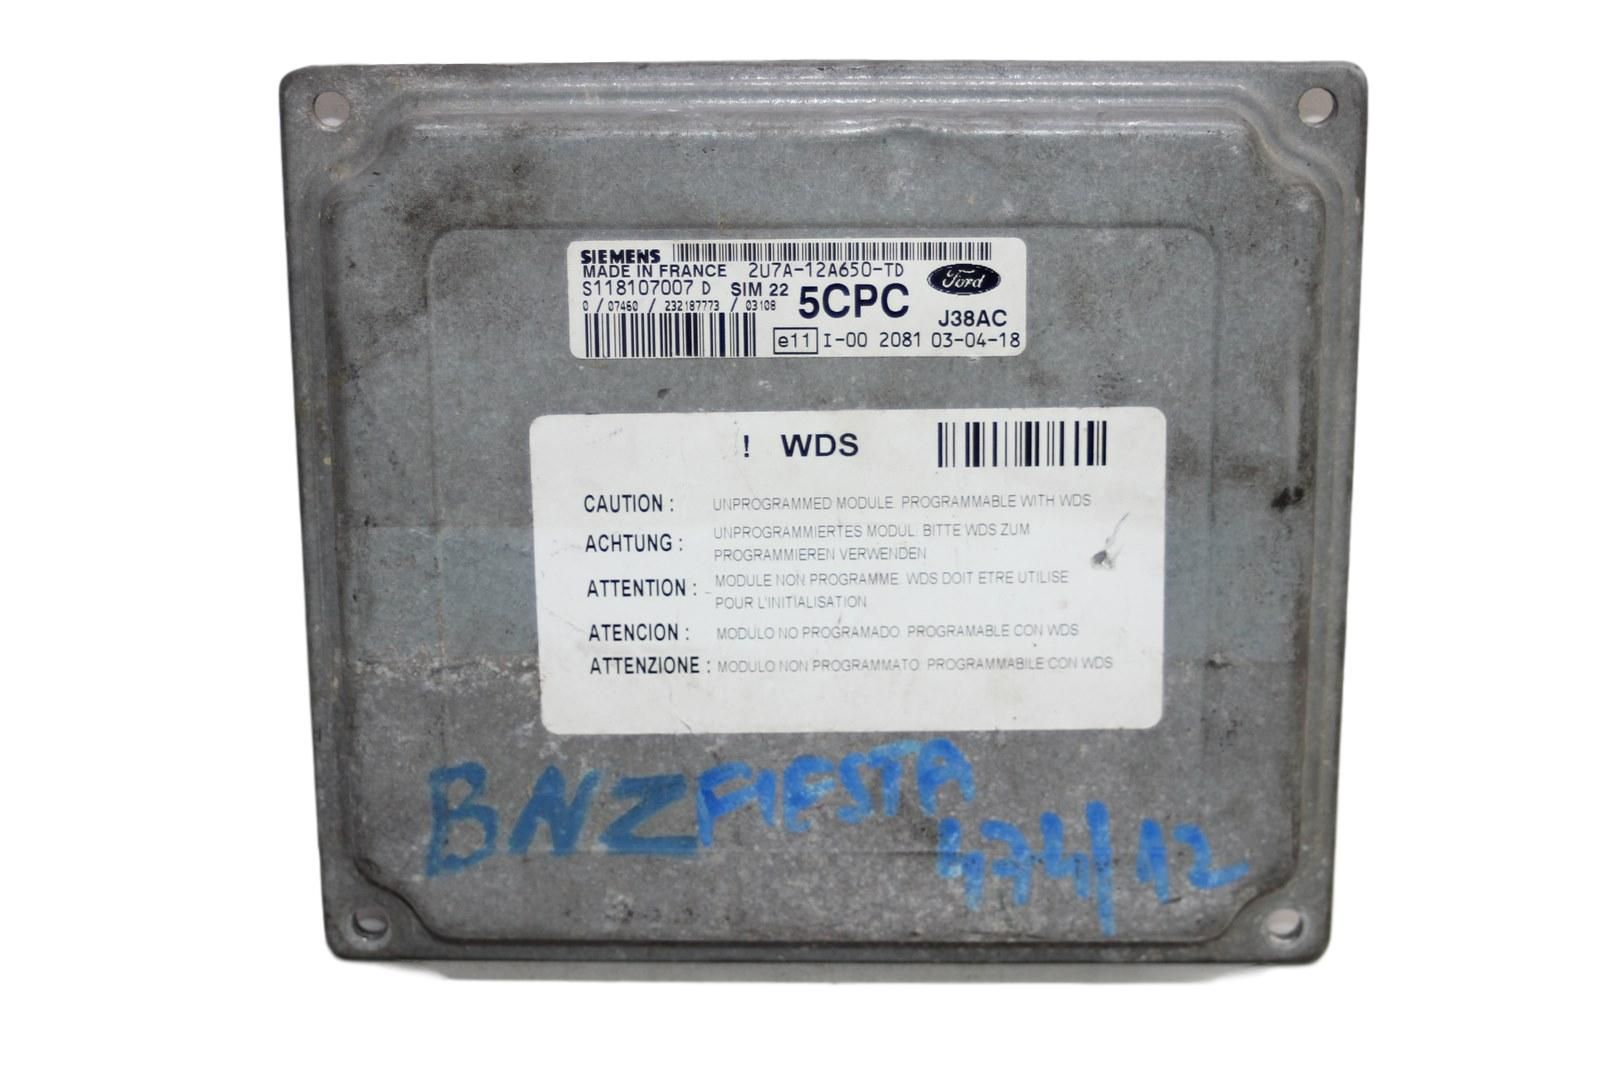 SIEMENS
MADE IN FRANCE 2U7A-12A650-TD
Ford
S118107007 D SIM 22 5CPC
0 / 07460 / 232187773 / 03108
J38AC
e11 I-00 2081 03-04-18
! WDS
CAUTION : UNPROGRAMMED MODULE. PROGRAMMABLE WITH WDS
ACHTUNG : UNPROGRAMMIERTES MODUL. BITTE WDS ZUM
PROGRAMMIEREN VERWENDEN
ATTENTION : MODULE NON PROGRAMME. WDS DOIT ETRE UTILISE
POUR L'INITIALISATION
ATENCION : MODULO NO PROGRAMADO. PROGRAMABLE CON WDS
ATTENZIONE : MODULO NON PROGRAMMATO. PROGRAMMABILE CON WDS
BNZ FIESTA
474/12